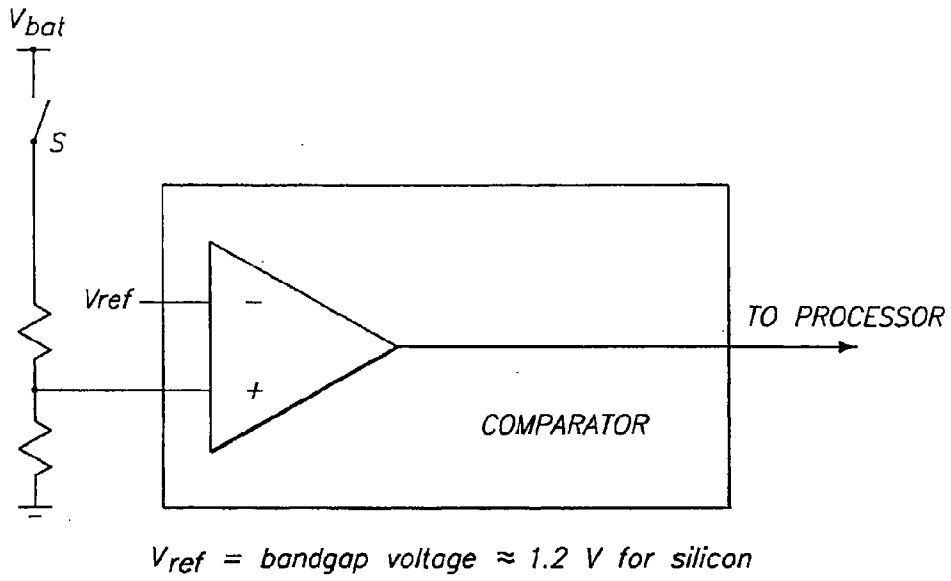 Vbat
S
Vref
−
+
TO PROCESSOR
COMPARATOR
Vref = bandgap voltage ≈ 1.2 V for silicon